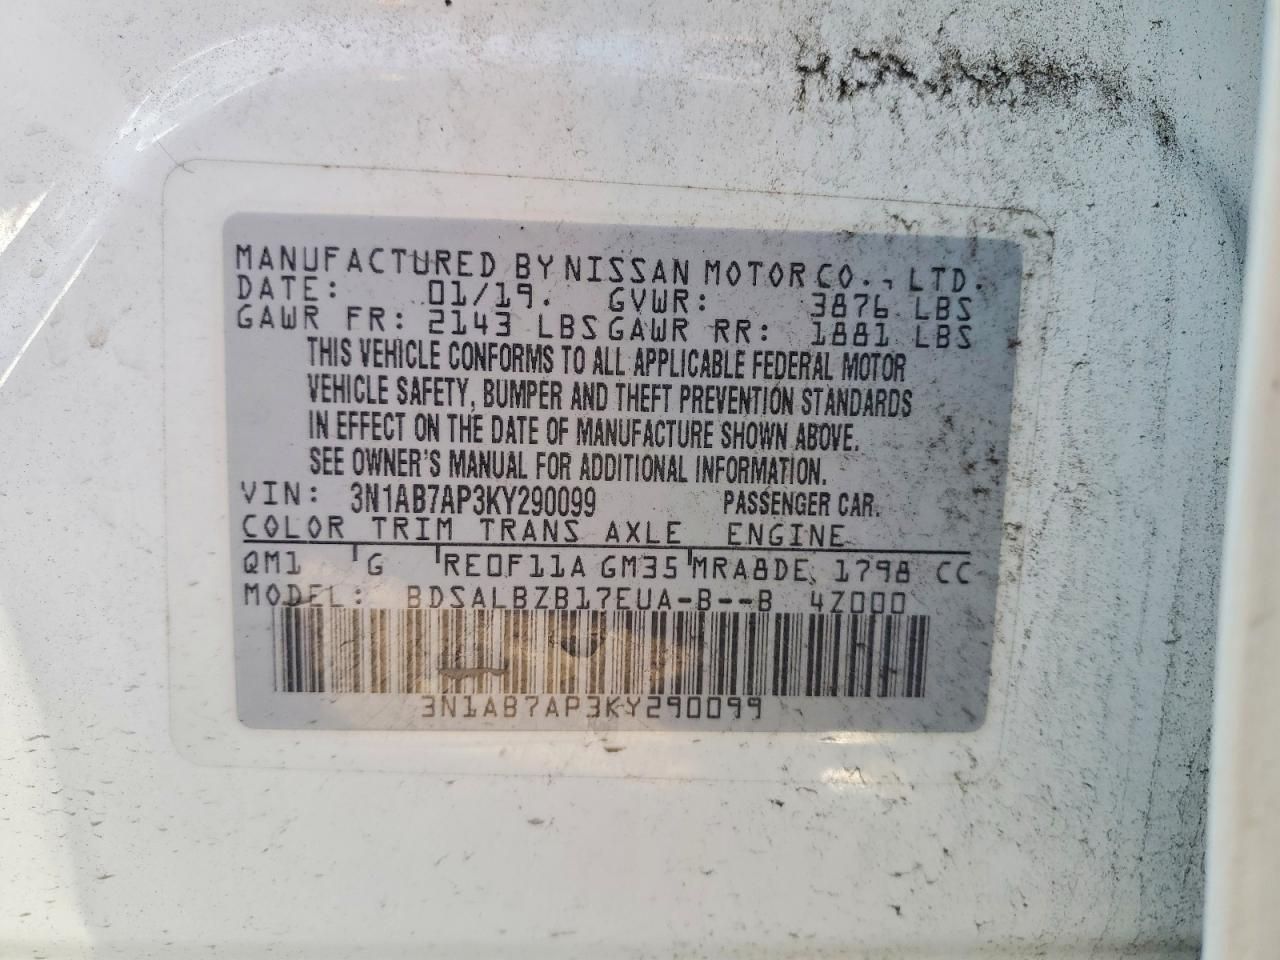 MANUFACTURED BY NISSAN MOTOR CO., LTD.
DATE: 01/19. GVWR: 3876 LBS
GAWR FR: 2143 LBS GAWR RR: 1881 LBS
THIS VEHICLE CONFORMS TO ALL APPLICABLE FEDERAL MOTOR
VEHICLE SAFETY, BUMPER AND THEFT PREVENTION STANDARDS
IN EFFECT ON THE DATE OF MANUFACTURE SHOWN ABOVE.
SEE OWNER'S MANUAL FOR ADDITIONAL INFORMATION.
VIN: 3N1AB7AP3KY290099 PASSENGER CAR.
COLOR TRIM TRANS AXLE ENGINE
QM1 G RE0F11A GM35 MRA8DE 1798 CC
MODEL: BDSALBZB17EUA-B--B 4Z000
3N1AB7AP3KY290099